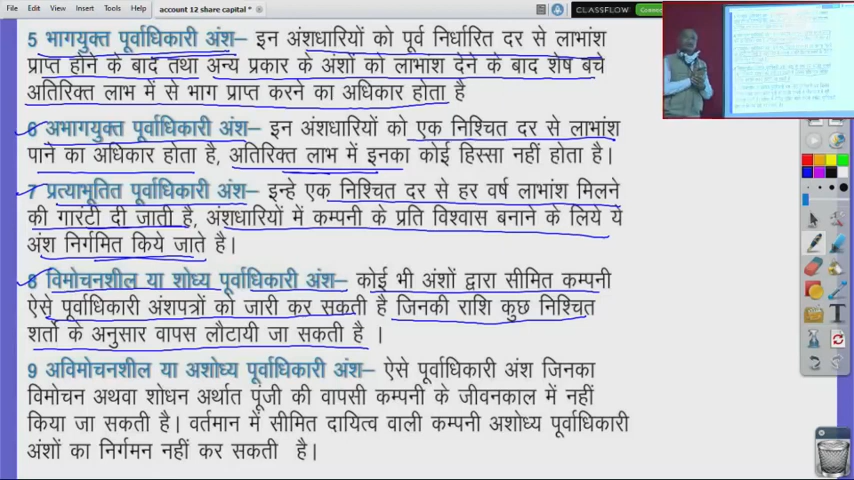 File Edit View Insert Tools Help
account 12 share capital *
CLASSFLOW
5 भागयुक्त पूर्वाधिकारी अंश– इन अंशधारियों को पूर्व निर्धारित दर से लाभांश
प्राप्त होने के बाद तथा अन्य प्रकार के अंशों को लाभाश देने के बाद शेष बचे
अतिरिक्त लाभ में से भाग प्राप्त करने का अधिकार होता है
6 अभागयुक्त पूर्वाधिकारी अंश– इन अंशधारियों को एक निश्चित दर से लाभांश
पाने का अधिकार होता है, अतिरिक्त लाभ में इनका कोई हिस्सा नहीं होता है।
7 प्रत्याभूतित पूर्वाधिकारी अंश– इन्हे एक निश्चित दर से हर वर्ष लाभांश मिलने
की गारंटी दी जाती है, अंशधारियों में कम्पनी के प्रति विश्वास बनाने के लिये ये
अंश निर्गमित किये जाते है।
8 विमोचनशील या शोध्य पूर्वाधिकारी अंश– कोई भी अंशों द्वारा सीमित कम्पनी
ऐसे पूर्वाधिकारी अंशपत्रों को जारी कर सकती है जिनकी राशि कुछ निश्चित
शर्तो के अनुसार वापस लौटायी जा सकती है ।
9 अविमोचनशील या अशोध्य पूर्वाधिकारी अंश– ऐसे पूर्वाधिकारी अंश जिनका
विमोचन अथवा शोधन अर्थात पूंजी की वापसी कम्पनी के जीवनकाल में नहीं
किया जा सकती है। वर्तमान में सीमित दायित्व वाली कम्पनी अशोध्य पूर्वाधिकारी
अंशों का निर्गमन नहीं कर सकती है।